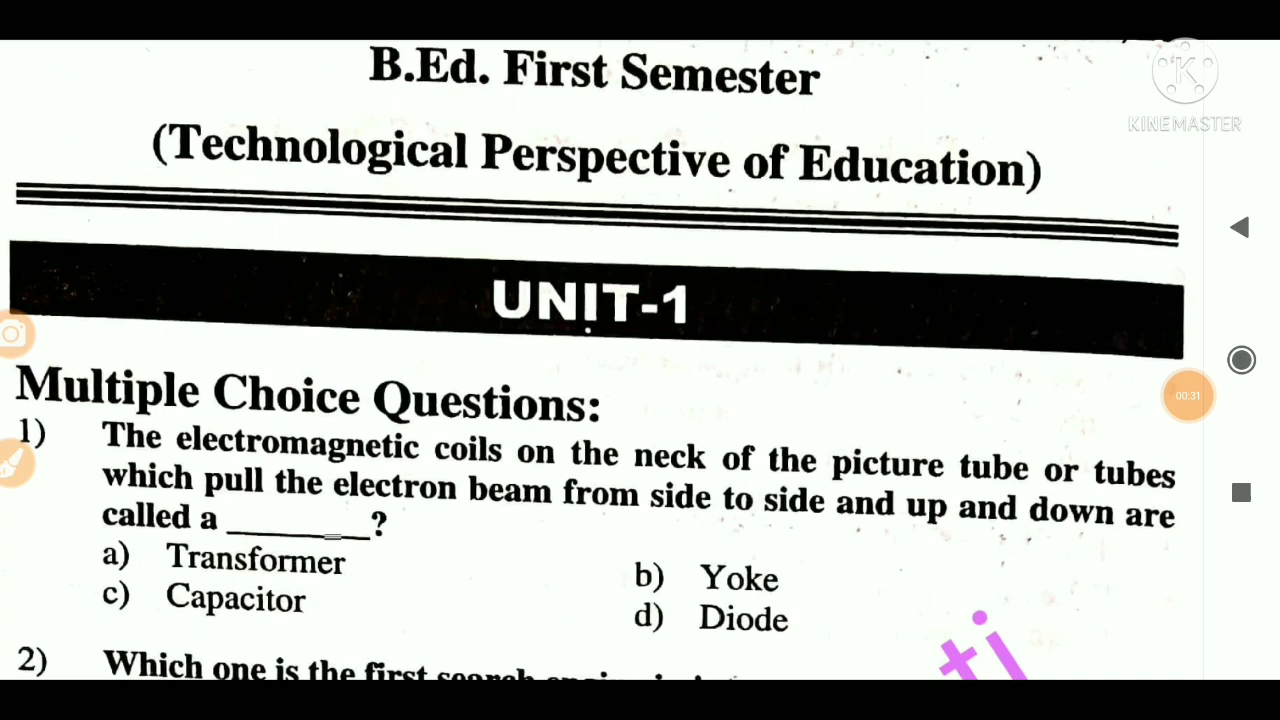 B.Ed. First Semester
KINEMASTER
(Technological Perspective of Education)
UNIT-1
Multiple Choice Questions:
00:31
1) The electromagnetic coils on the neck of the picture tube or tubes
which pull the electron beam from side to side and up and down are
called a ________?
a) Transformer b) Yoke
c) Capacitor d) Diode
2) Which one is the first search
ti